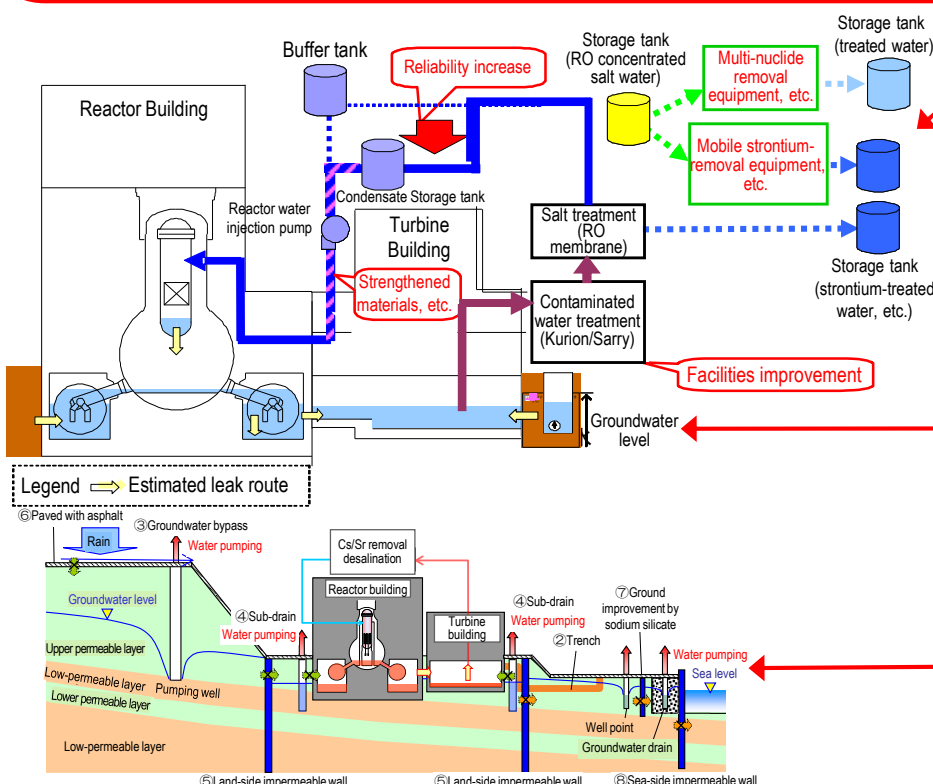 Storage tank
(treated water)
Storage tank
(RO concentrated
salt water)
Multi-nuclide
removal
equipment, etc.
Buffer tank
Reliability increase
Reactor Building
Mobile strontium-
removal equipment,
etc.
Condensate Storage tank
Reactor water
injection pump
Turbine
Building
Salt treatment
(RO
membrane)
Strengthened
materials, etc.
Storage tank
(strontium-treated
water, etc.)
Contaminated
water treatment
(Kurion/Sarry)
Facilities improvement
Groundwater
level
Legend
Estimated leak route
⑥Paved with asphalt
Rain
③Groundwater bypass
Water pumping
Cs/Sr removal
desalination
Reactor building
Groundwater level
④Sub-drain
Water pumping
Turbine
building
④Sub-drain
Water pumping
②Trench
⑦Ground
improvement by
sodium silicate
Water pumping
Sea level
Upper permeable layer
Low-permeable layer
Pumping well
Lower permeable layer
Low-permeable layer
Well point
Groundwater drain
⑤Land-side impermeable wall
⑤Land-side impermeable wall
⑧Sea-side impermeable wall